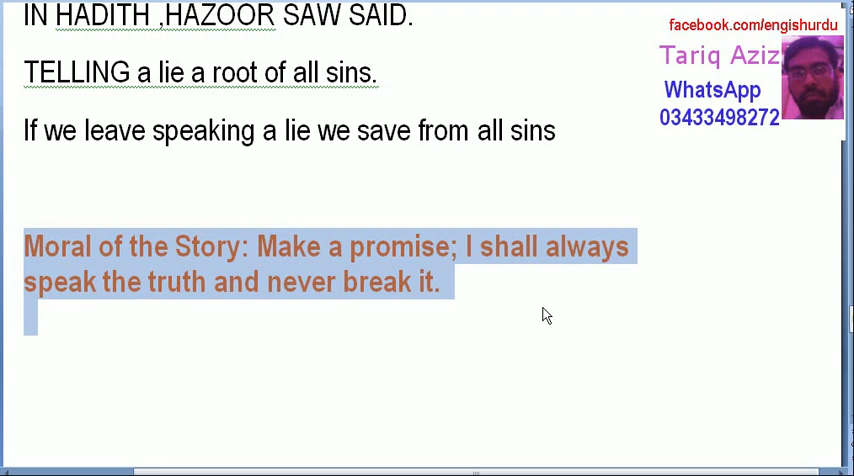 IN HADITH ,HAZOOR SAW SAID.
facebook.com/engishurdu
Tariq Aziz
WhatsApp
03433498272
TELLING a lie a root of all sins.
If we leave speaking a lie we save from all sins
Moral of the Story: Make a promise; I shall always
speak the truth and never break it.